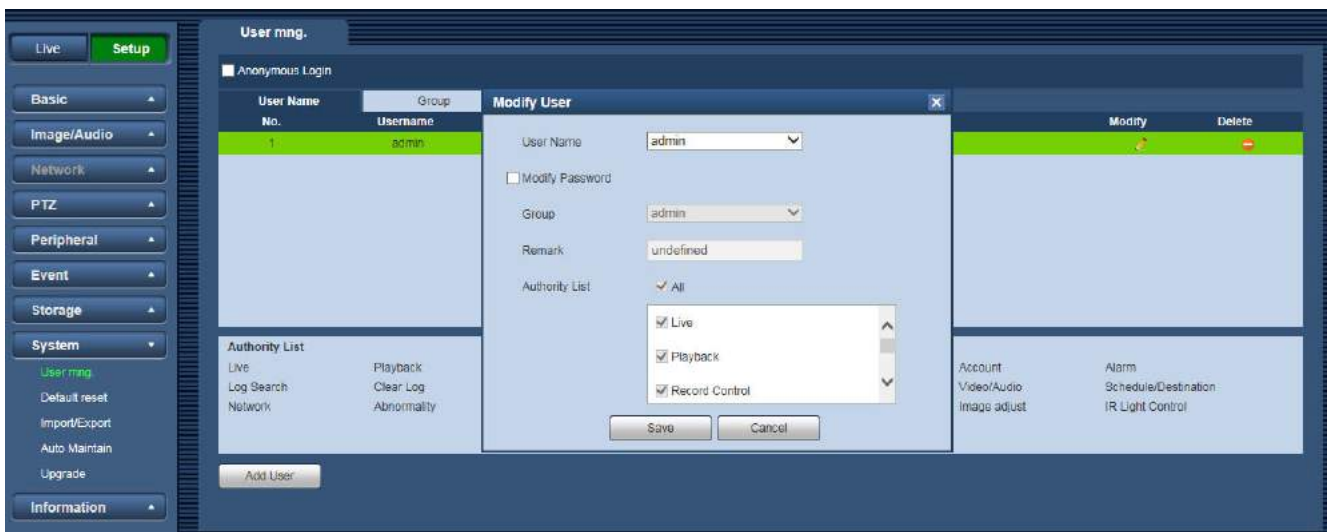 Live Setup
User mng.
Anonymous Login
Basic
Image/Audio
Network
PTZ
Peripheral
Event
Storage
System
User mng.
Default reset
Import/Export
Auto Maintain
Upgrade
Information
User Name Group
No. Username Modify Delete
1 admin
Modify User
User Name admin
Modify Password
Group admin
Remark undefined
Authority List All
Live
Playback
Record Control
Save Cancel
Authority List
Live Playback Account Alarm
Log Search Clear Log Video/Audio Schedule/Destination
Network Abnormality Image adjust IR Light Control
Add User